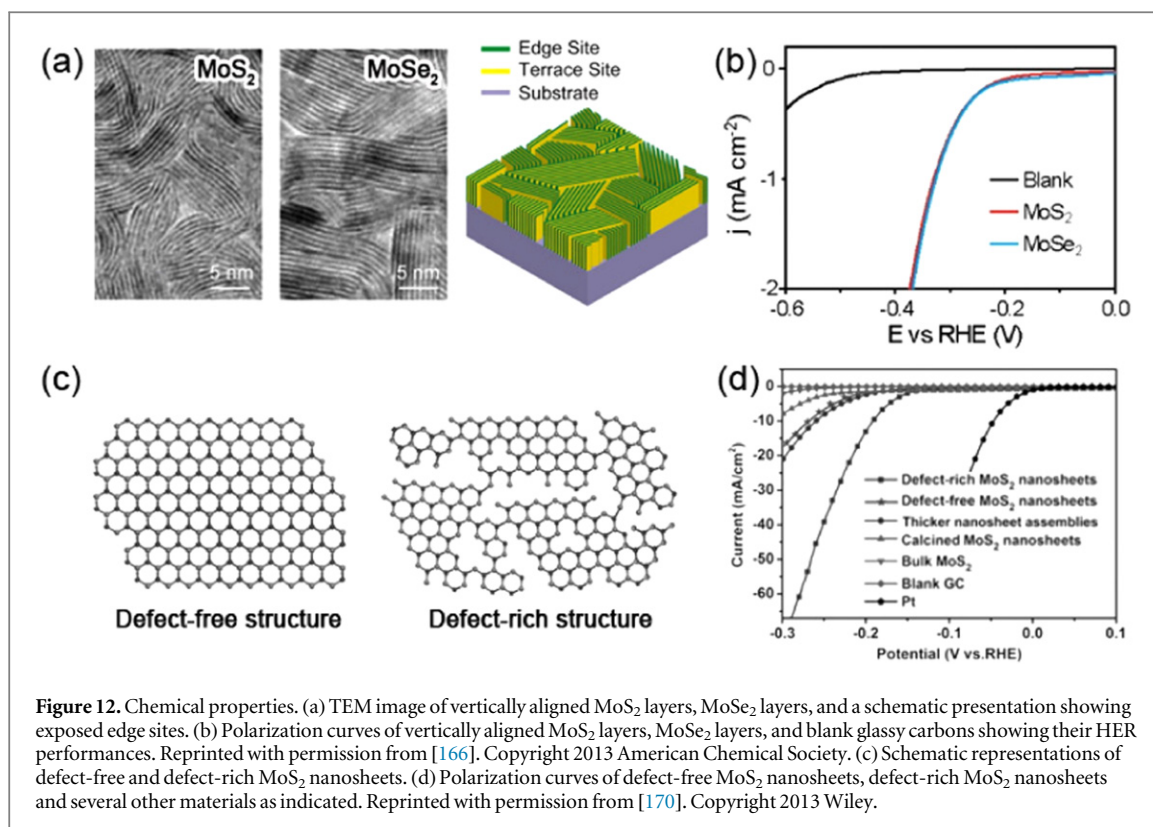 (a)
MoS₂
5 nm
MoSe₂
5 nm
Edge Site
Terrace Site
Substrate
(b)
0
-1
-2
j (mA cm⁻²)
Blank
MoS₂
MoSe₂
-0.6 -0.4 -0.2 0.0
E vs RHE (V)
(c)
Defect-free structure
Defect-rich structure
(d)
0
-10
-20
-30
-40
-50
-60
Current (mA/cm²)
Defect-rich MoS₂ nanosheets
Defect-free MoS₂ nanosheets
Thicker nanosheet assemblies
Calcined MoS₂ nanosheets
Bulk MoS₂
Blank GC
Pt
-0.3 -0.2 -0.1 0.0 0.1
Potential (V vs.RHE)
Figure 12. Chemical properties. (a) TEM image of vertically aligned MoS₂ layers, MoSe₂ layers, and a schematic presentation showing
exposed edge sites. (b) Polarization curves of vertically aligned MoS₂ layers, MoSe₂ layers, and blank glassy carbons showing their HER
performances. Reprinted with permission from [166]. Copyright 2013 American Chemical Society. (c) Schematic representations of
defect-free and defect-rich MoS₂ nanosheets. (d) Polarization curves of defect-free MoS₂ nanosheets, defect-rich MoS₂ nanosheets
and several other materials as indicated. Reprinted with permission from [170]. Copyright 2013 Wiley.